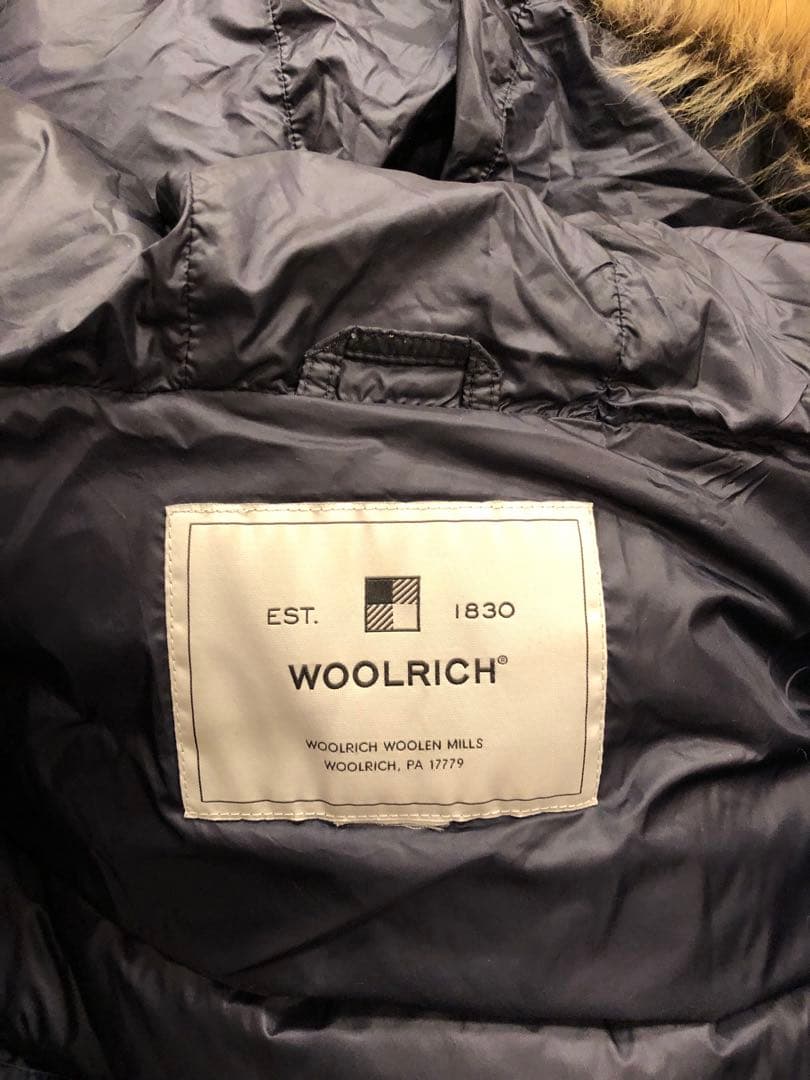 EST. 1830
WOOLRICH®
WOOLRICH WOOLEN MILLS
WOOLRICH, PA 17779